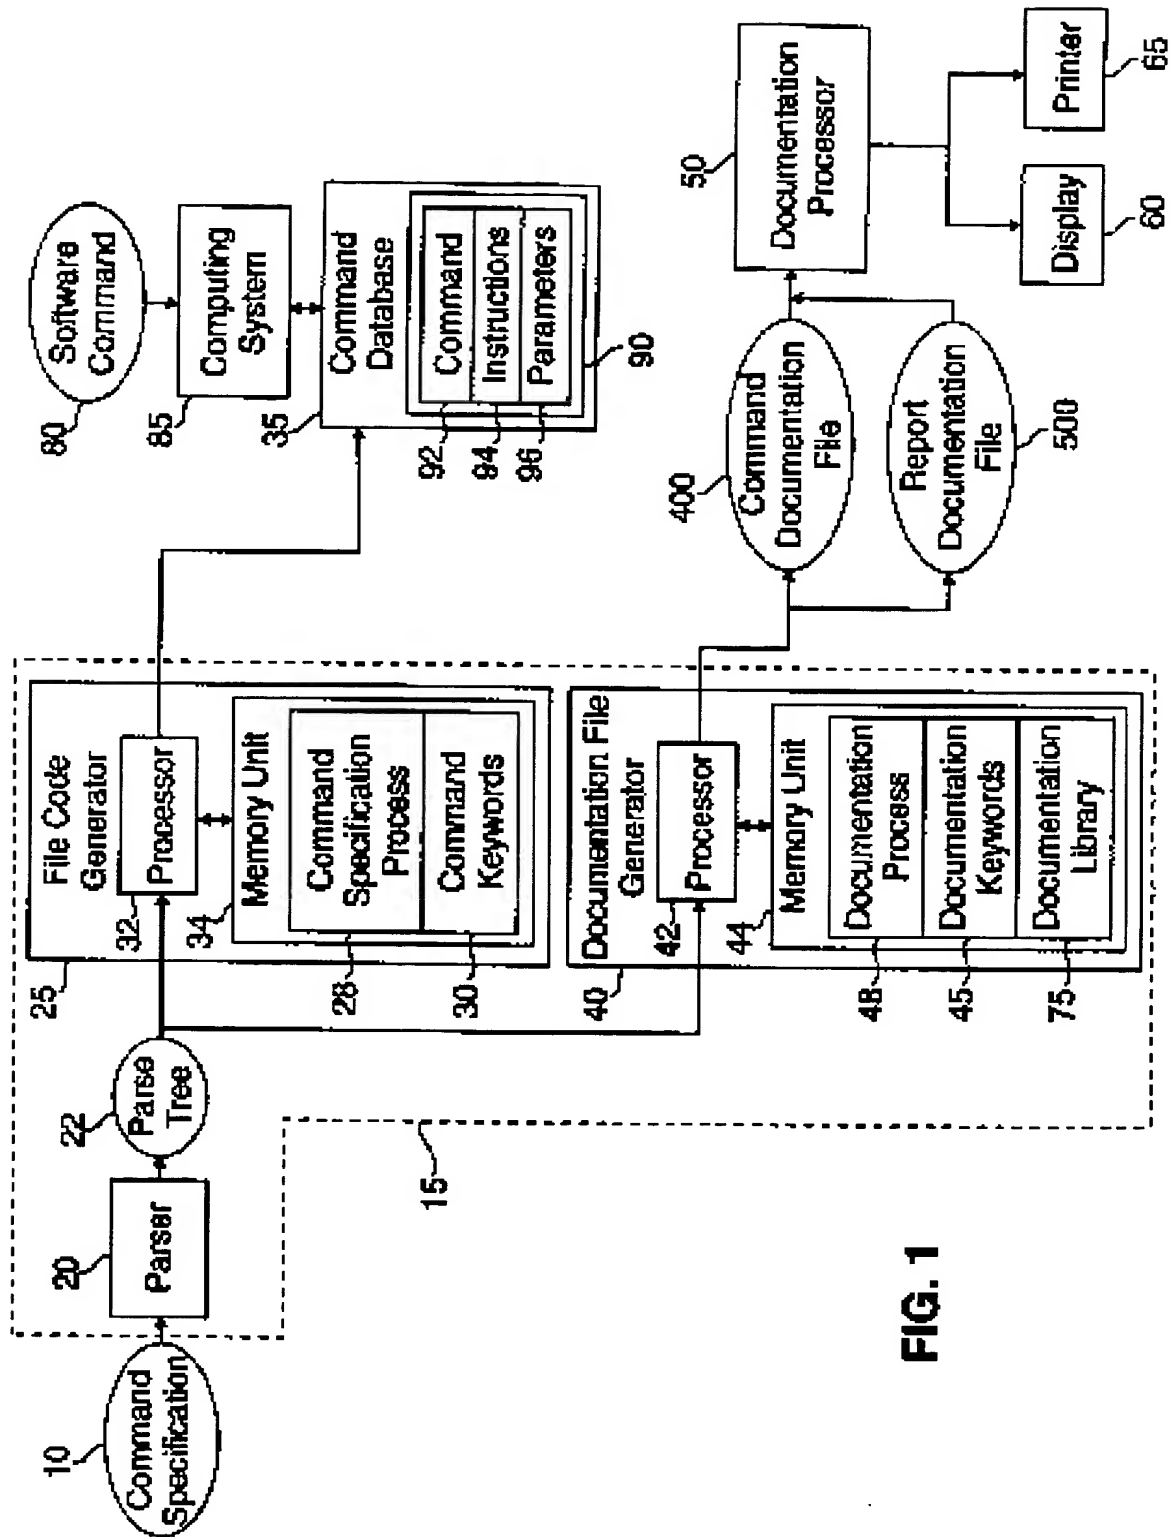 10
Command
Specification
20
Parser
22
Parse
Tree
15
25
File Code
Generator
32
Processor
34
Memory Unit
28
Command
Specification
Process
30
Command
Keywords
40
Documentation File
Generator
42
Processor
44
Memory Unit
48
Documentation
Process
45
Documentation
Keywords
75
Documentation
Library
80
Software
Command
85
Computing
System
35
Command
Database
92
Command
94
Instructions
96
Parameters
90
400
Command
Documentation
File
Report
Documentation
File
500
50
Documentation
Processor
Display
60
Printer
65
FIG. 1